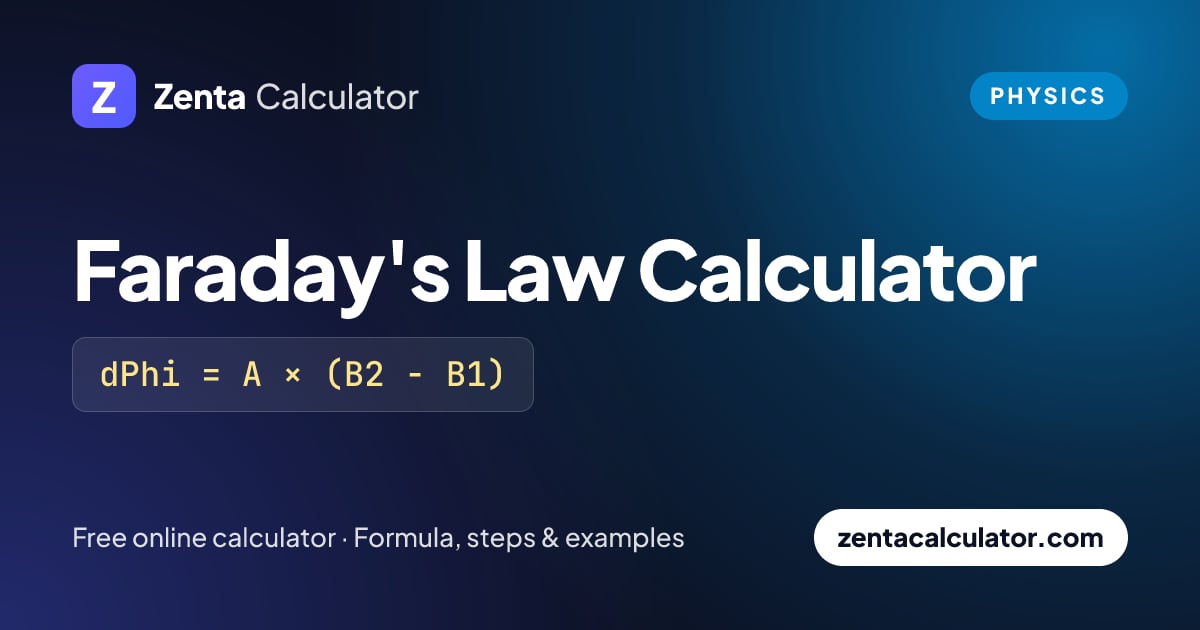 Z
Zenta Calculator
PHYSICS
Faraday's Law Calculator
dPhi = A × (B2 - B1)
Free online calculator · Formula, steps & examples
zentacalculator.com